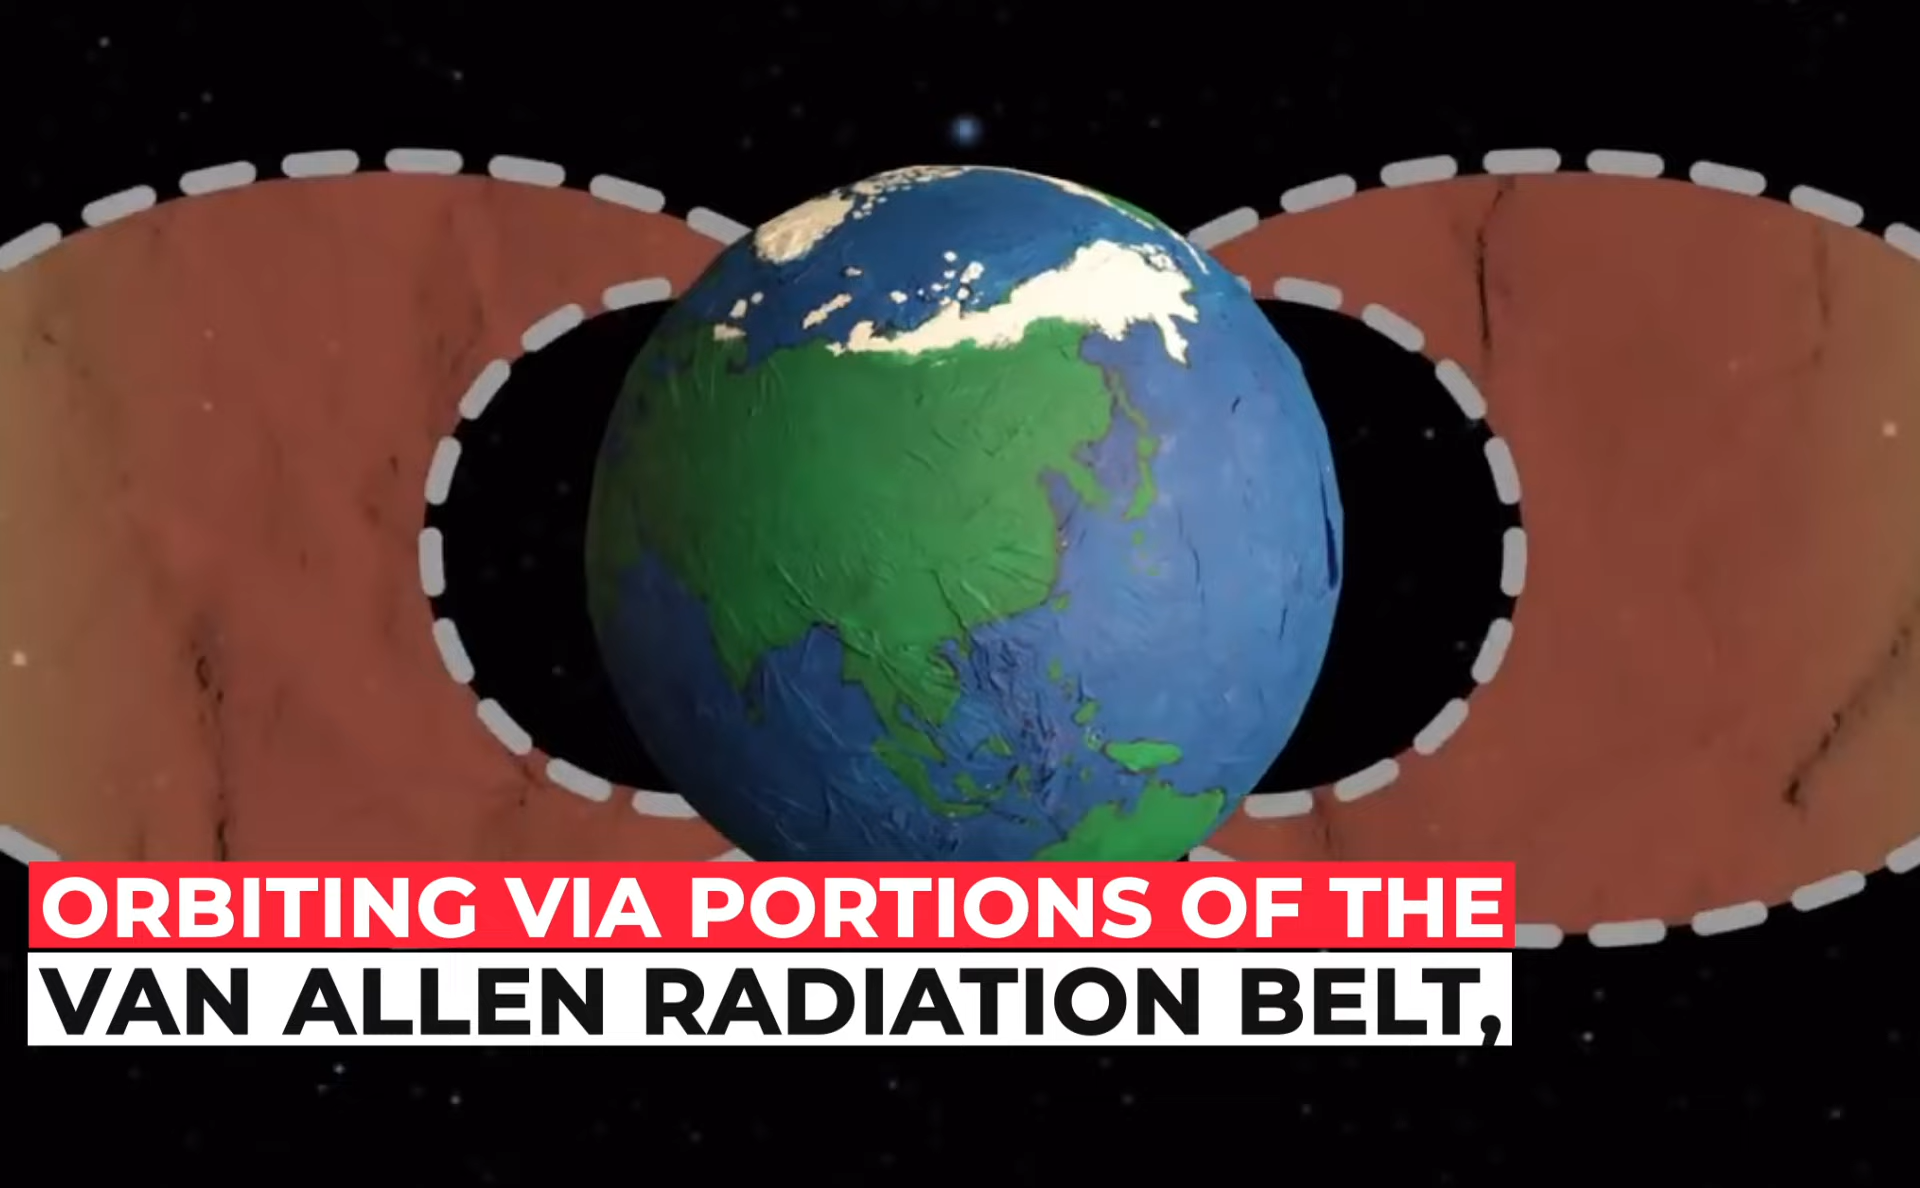 ORBITING VIA PORTIONS OF THE
VAN ALLEN RADIATION BELT,